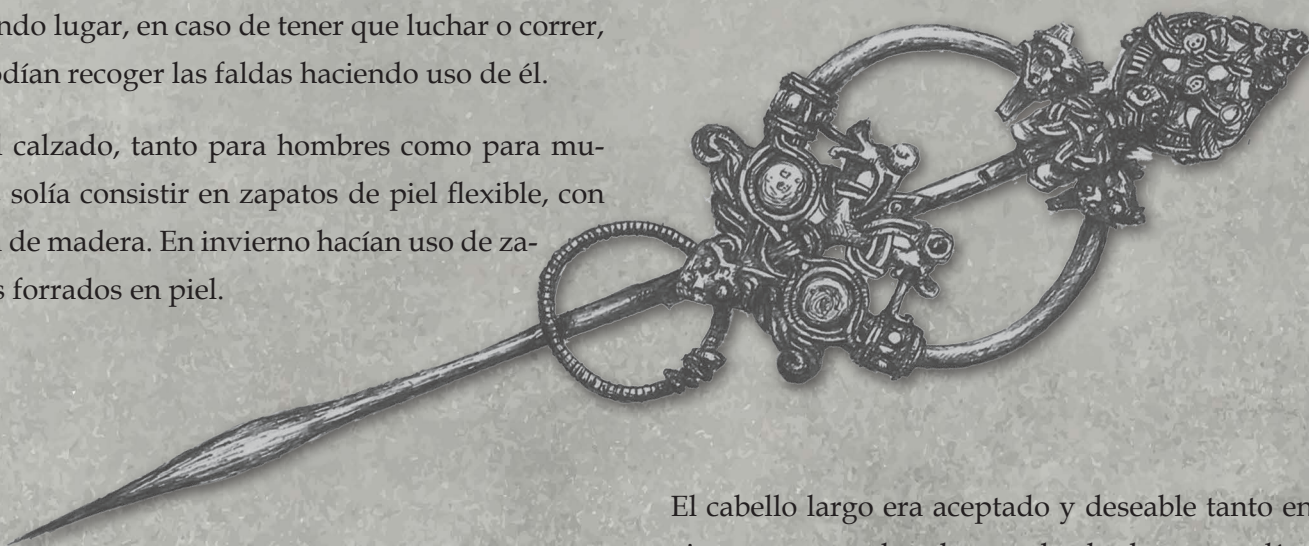 ndo lugar, en caso de tener que luchar o correr,
odían recoger las faldas haciendo uso de él.
l calzado, tanto para hombres como para mu-
solía consistir en zapatos de piel flexible, con
de madera. En invierno hacían uso de za-
s forrados en piel.
El cabello largo era aceptado y deseable tanto en